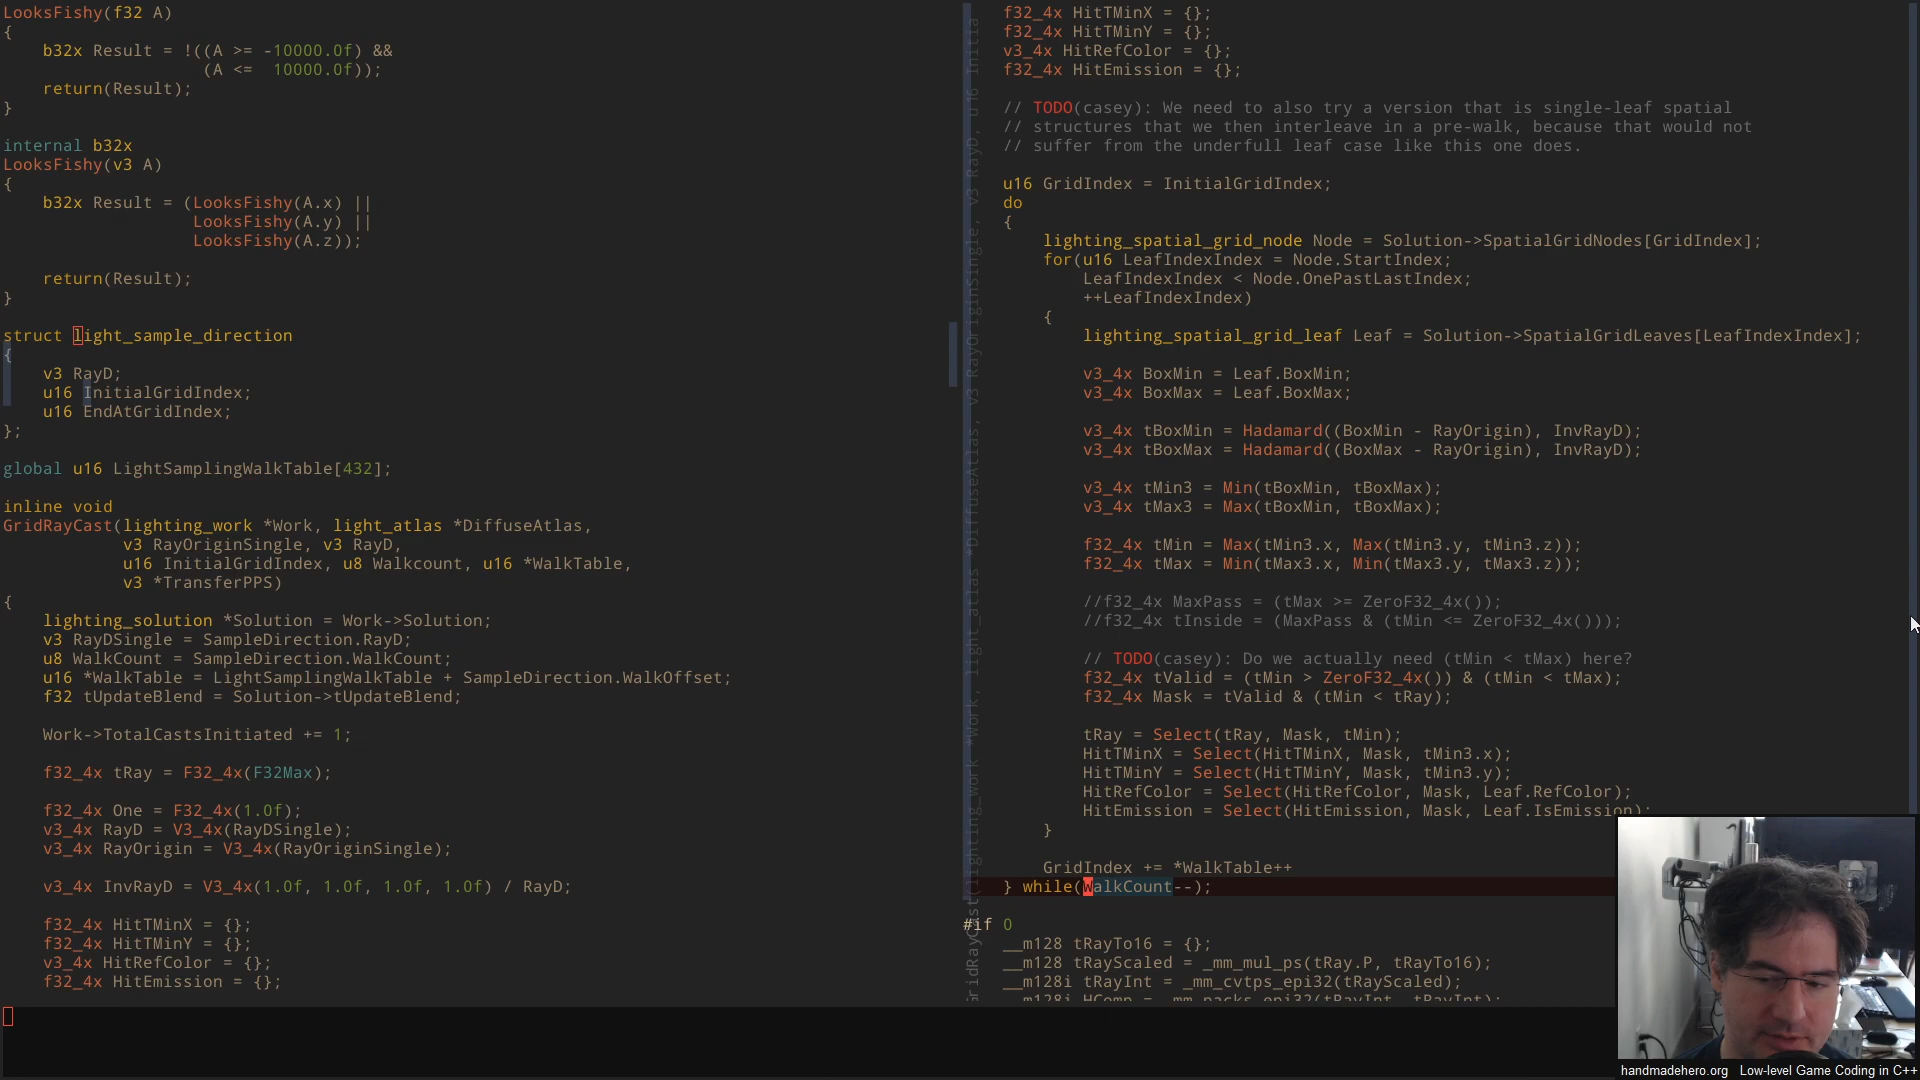 LooksFishy(f32 A)
{
    b32x Result = !((A >= -10000.0f) &&
                    (A <=  10000.0f));
    return(Result);
}

internal b32x
LooksFishy(v3 A)
{
    b32x Result = (LooksFishy(A.x) ||
                   LooksFishy(A.y) ||
                   LooksFishy(A.z));

    return(Result);
}

struct light_sample_direction
{
    v3 RayD;
    u16 InitialGridIndex;
    u16 EndAtGridIndex;
};

global u16 LightSamplingWalkTable[432];

inline void
GridRayCast(lighting_work *Work, light_atlas *DiffuseAtlas,
            v3 RayOriginSingle, v3 RayD,
            u16 InitialGridIndex, u8 Walkcount, u16 *WalkTable,
            v3 *TransferPPS)
{
    lighting_solution *Solution = Work->Solution;
    v3 RayDSingle = SampleDirection.RayD;
    u8 WalkCount = SampleDirection.WalkCount;
    u16 *WalkTable = LightSamplingWalkTable + SampleDirection.WalkOffset;
    f32 tUpdateBlend = Solution->tUpdateBlend;

    Work->TotalCastsInitiated += 1;

    f32_4x tRay = F32_4x(F32Max);

    f32_4x One = F32_4x(1.0f);
    v3_4x RayD = V3_4x(RayDSingle);
    v3_4x RayOrigin = V3_4x(RayOriginSingle);

    v3_4x InvRayD = V3_4x(1.0f, 1.0f, 1.0f, 1.0f) / RayD;

    f32_4x HitTMinX = {};
    f32_4x HitTMinY = {};
    v3_4x HitRefColor = {};
    f32_4x HitEmission = {};

    f32_4x HitTMinX = {};
    f32_4x HitTMinY = {};
    v3_4x HitRefColor = {};
    f32_4x HitEmission = {};

    // TODO(casey): We need to also try a version that is single-leaf spatial
    // structures that we then interleave in a pre-walk, because that would not
    // suffer from the underfull leaf case like this one does.

    u16 GridIndex = InitialGridIndex;
    do
    {
        lighting_spatial_grid_node Node = Solution->SpatialGridNodes[GridIndex];
        for(u16 LeafIndexIndex = Node.StartIndex;
            LeafIndexIndex < Node.OnePastLastIndex;
            ++LeafIndexIndex)
        {
            lighting_spatial_grid_leaf Leaf = Solution->SpatialGridLeaves[LeafIndexIndex];

            v3_4x BoxMin = Leaf.BoxMin;
            v3_4x BoxMax = Leaf.BoxMax;

            v3_4x tBoxMin = Hadamard((BoxMin - RayOrigin), InvRayD);
            v3_4x tBoxMax = Hadamard((BoxMax - RayOrigin), InvRayD);

            v3_4x tMin3 = Min(tBoxMin, tBoxMax);
            v3_4x tMax3 = Max(tBoxMin, tBoxMax);

            f32_4x tMin = Max(tMin3.x, Max(tMin3.y, tMin3.z));
            f32_4x tMax = Min(tMax3.x, Min(tMax3.y, tMax3.z));

            //f32_4x MaxPass = (tMax >= ZeroF32_4x());
            //f32_4x tInside = (MaxPass & (tMin <= ZeroF32_4x()));

            // TODO(casey): Do we actually need (tMin < tMax) here?
            f32_4x tValid = (tMin > ZeroF32_4x()) & (tMin < tMax);
            f32_4x Mask = tValid & (tMin < tRay);

            tRay = Select(tRay, Mask, tMin);
            HitTMinX = Select(HitTMinX, Mask, tMin3.x);
            HitTMinY = Select(HitTMinY, Mask, tMin3.y);
            HitRefColor = Select(HitRefColor, Mask, Leaf.RefColor);
            HitEmission = Select(HitEmission, Mask, Leaf.IsEmission);
        }

        GridIndex += *WalkTable++
    } while(WalkCount--);

#if 0
    __m128 tRayTo16 = {};
    __m128 tRayScaled = _mm_mul_ps(tRay.P, tRayTo16);
    __m128i tRayInt = _mm_cvtps_epi32(tRayScaled);
    __m128i HComp = _mm_packs_epi32(tRayInt, tRayInt);
handmadehero.org   Low-level Game Coding in C++